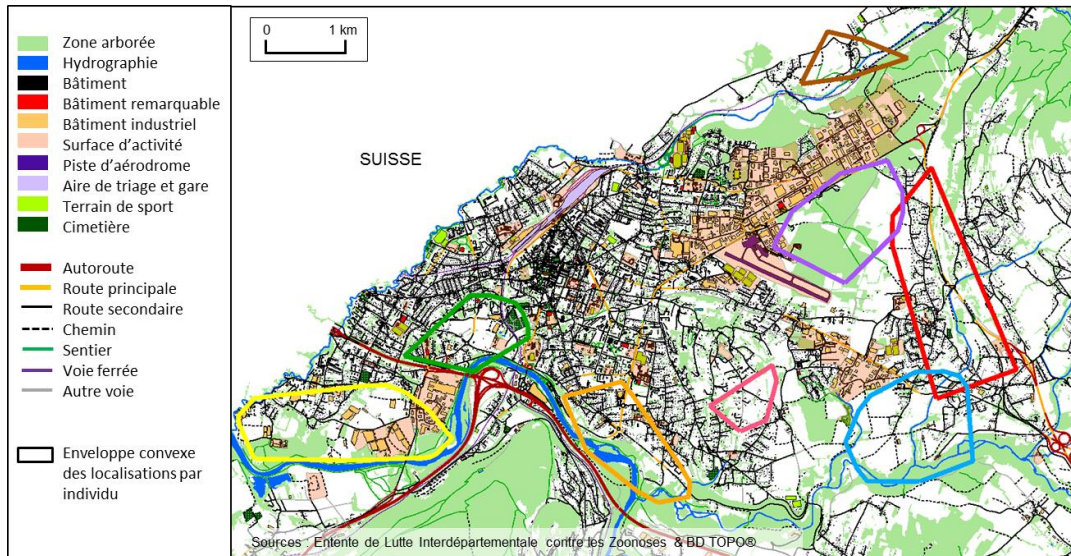 Zone arborée
Hydrographie
Bâtiment
Bâtiment remarquable
Bâtiment industriel
Surface d'activité
Piste d'aérodrome
Aire de triage et gare
Terrain de sport
Cimetière
Autoroute
Route principale
Route secondaire
Chemin
Sentier
Voie ferrée
Autre voie
Enveloppe convexe
des localisations par
individu
0 1 km
SUISSE
Sources : Entente de Lutte Interdépartementale contre les Zoonoses & BD TOPO®